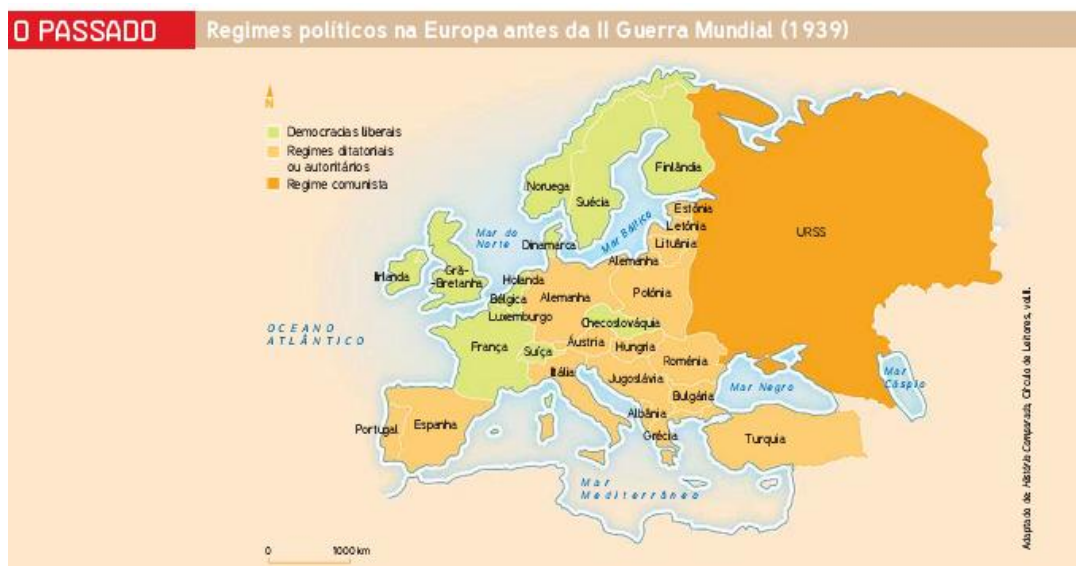 O PASSADO
Regimes políticos na Europa antes da II Guerra Mundial (1939)
N
Democracias liberais
Regimes ditatoriais
ou autoritários
Regime comunista
Noruega
Suécia
Finlândia
Estónia
Letónia
Lituânia
URSS
Mar do
Norte
Mar Báltico
Dinamarca
Irlanda
Grã-
-Bretanha
Holanda
Bélgica
Luxemburgo
Alemanha
Alemanha
Polónia
Checoslováquia
OCEANO
ATLÂNTICO
França
Suíça
Áustria
Hungria
Roménia
Itália
Jugoslávia
Bulgária
Mar Negro
Mar
Cáspio
Albânia
Grécia
Turquia
Portugal
Espanha
Mar
Mediterrâneo
0 1000 km
Adaptado de: História Comparada, Círculo de Leitores, vol.II.